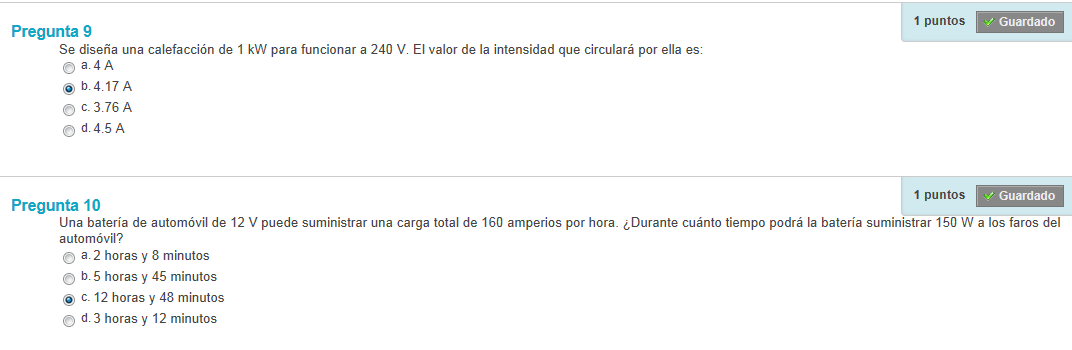 1 puntos
Guardado
Pregunta 9
Se diseña una calefacción de 1 kW para funcionar a 240 V. El valor de la intensidad que circulará por ella es:
a. 4 A
b. 4.17 A
c. 3.76 A
d. 4.5 A
1 puntos
Guardado
Pregunta 10
Una batería de automóvil de 12 V puede suministrar una carga total de 160 amperios por hora. ¿Durante cuánto tiempo podrá la batería suministrar 150 W a los faros del
automóvil?
a. 2 horas y 8 minutos
b. 5 horas y 45 minutos
c. 12 horas y 48 minutos
d. 3 horas y 12 minutos